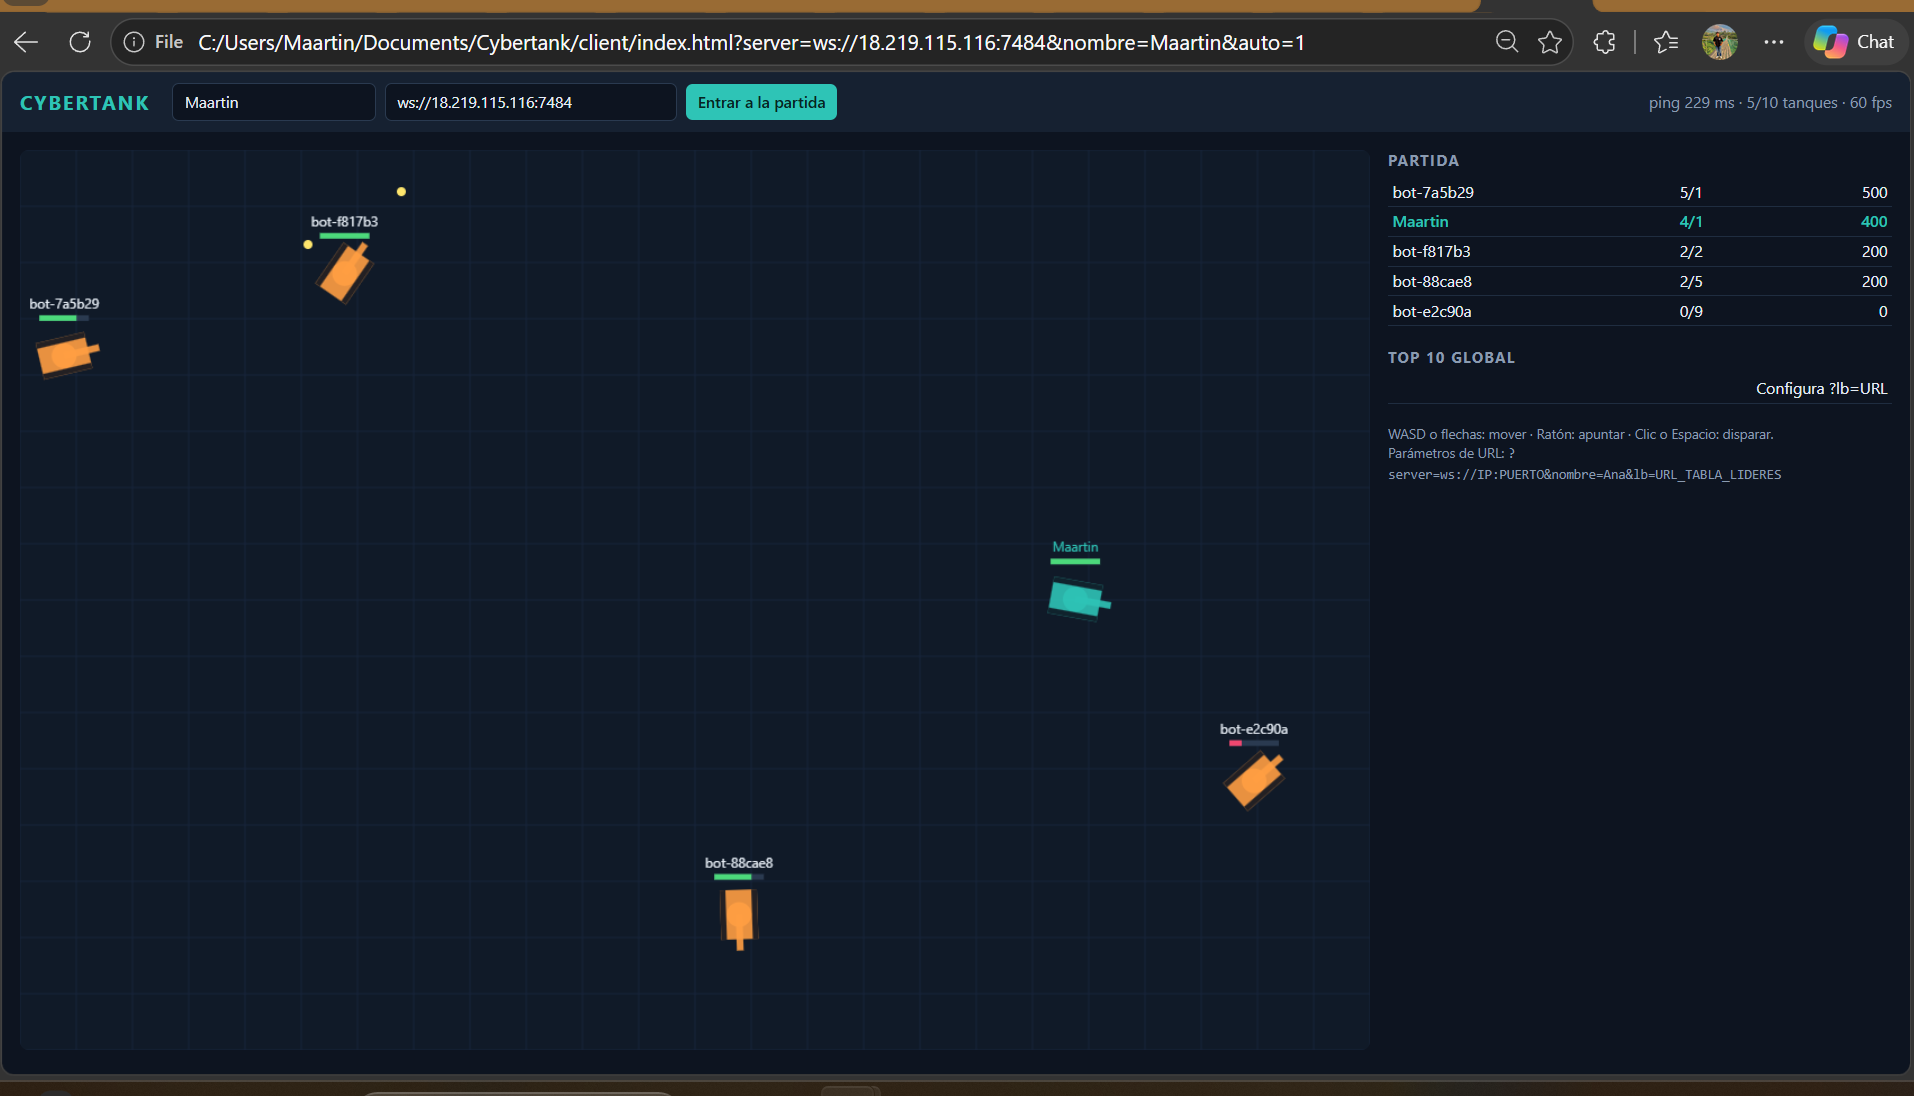 File C:/Users/Maartin/Documents/Cybertank/client/index.html?server=ws://18.219.115.116:7484&nombre=Maartin&auto=1 Chat
CYBERTANK Maartin ws://18.219.115.116:7484 Entrar a la partida ping 229 ms · 5/10 tanques · 60 fps
bot-f817b3
bot-7a5b29
Maartin
bot-e2c90a
bot-88cae8
PARTIDA
bot-7a5b29 5/1 500
Maartin 4/1 400
bot-f817b3 2/2 200
bot-88cae8 2/5 200
bot-e2c90a 0/9 0
TOP 10 GLOBAL
Configura ?lb=URL
WASD o flechas: mover · Ratón: apuntar · Clic o Espacio: disparar.
Parámetros de URL: ?
server=ws://IP:PUERTO&nombre=Ana&lb=URL_TABLA_LIDERES